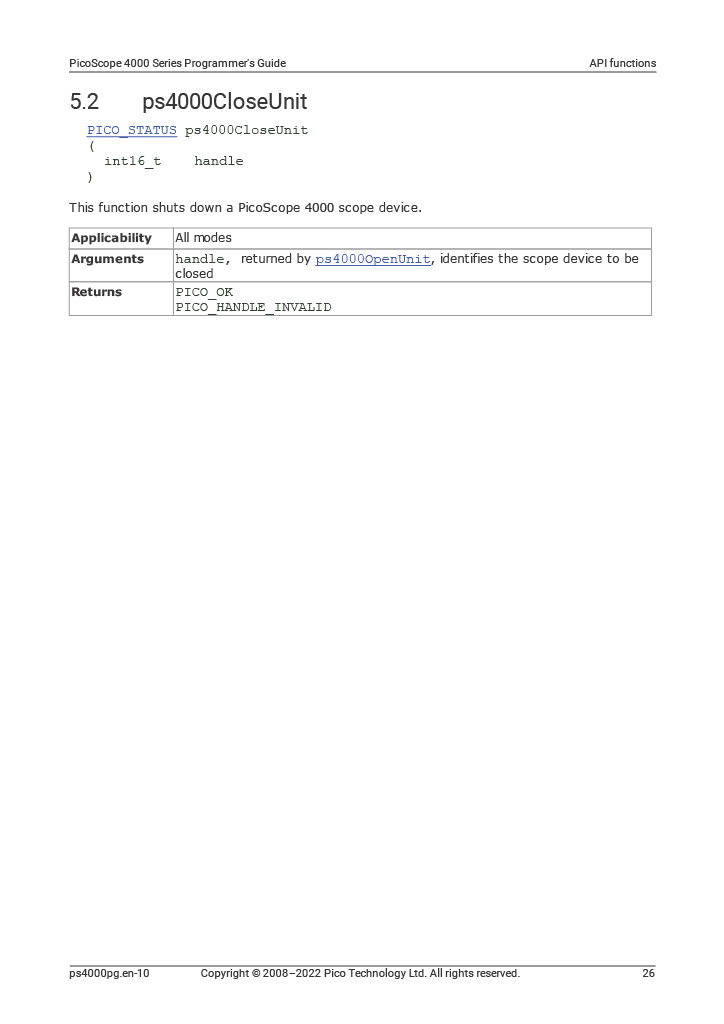 PicoScope 4000 Series Programmer's Guide API functions
5.2 ps4000CloseUnit
PICO_STATUS ps4000CloseUnit
(
int16_t handle
)
This function shuts down a PicoScope 4000 scope device.
Applicability All modes
Arguments handle, returned by ps4000OpenUnit, identifies the scope device to be
closed
Returns PICO_OK
PICO_HANDLE_INVALID
ps4000pg.en-10 Copyright © 2008–2022 Pico Technology Ltd. All rights reserved. 26